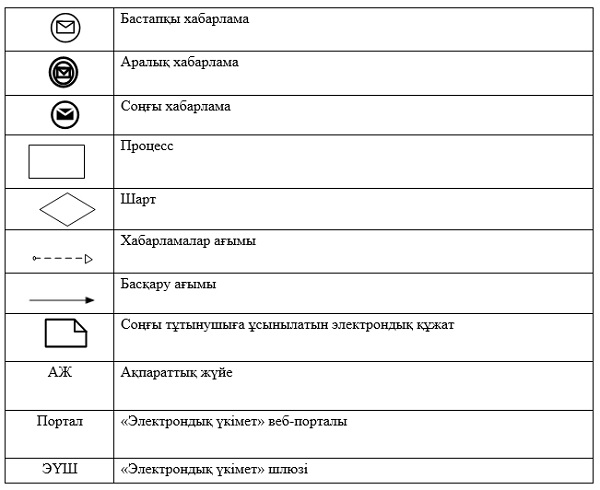 Бастапқы хабарлама
Аралық хабарлама
Соңғы хабарлама
Процесс
Шарт
Хабарламалар ағымы
Басқару ағымы
Соңғы тұтынушыға ұсынылатын электрондық құжат
АЖ Ақпараттық жүйе
Портал «Электрондық үкімет» веб-порталы
ЭҮШ «Электрондық үкімет» шлюзі